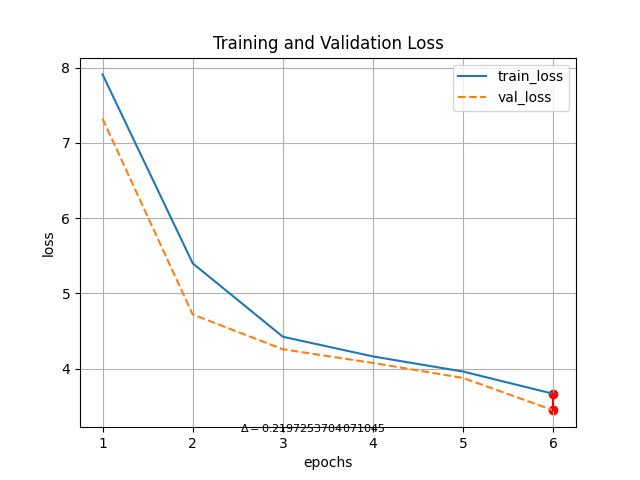 Training and Validation Loss
train_loss
val_loss
8
7
6
5
4
loss
Δ = 0.2197253704071045
1 2 3 4 5 6
epochs